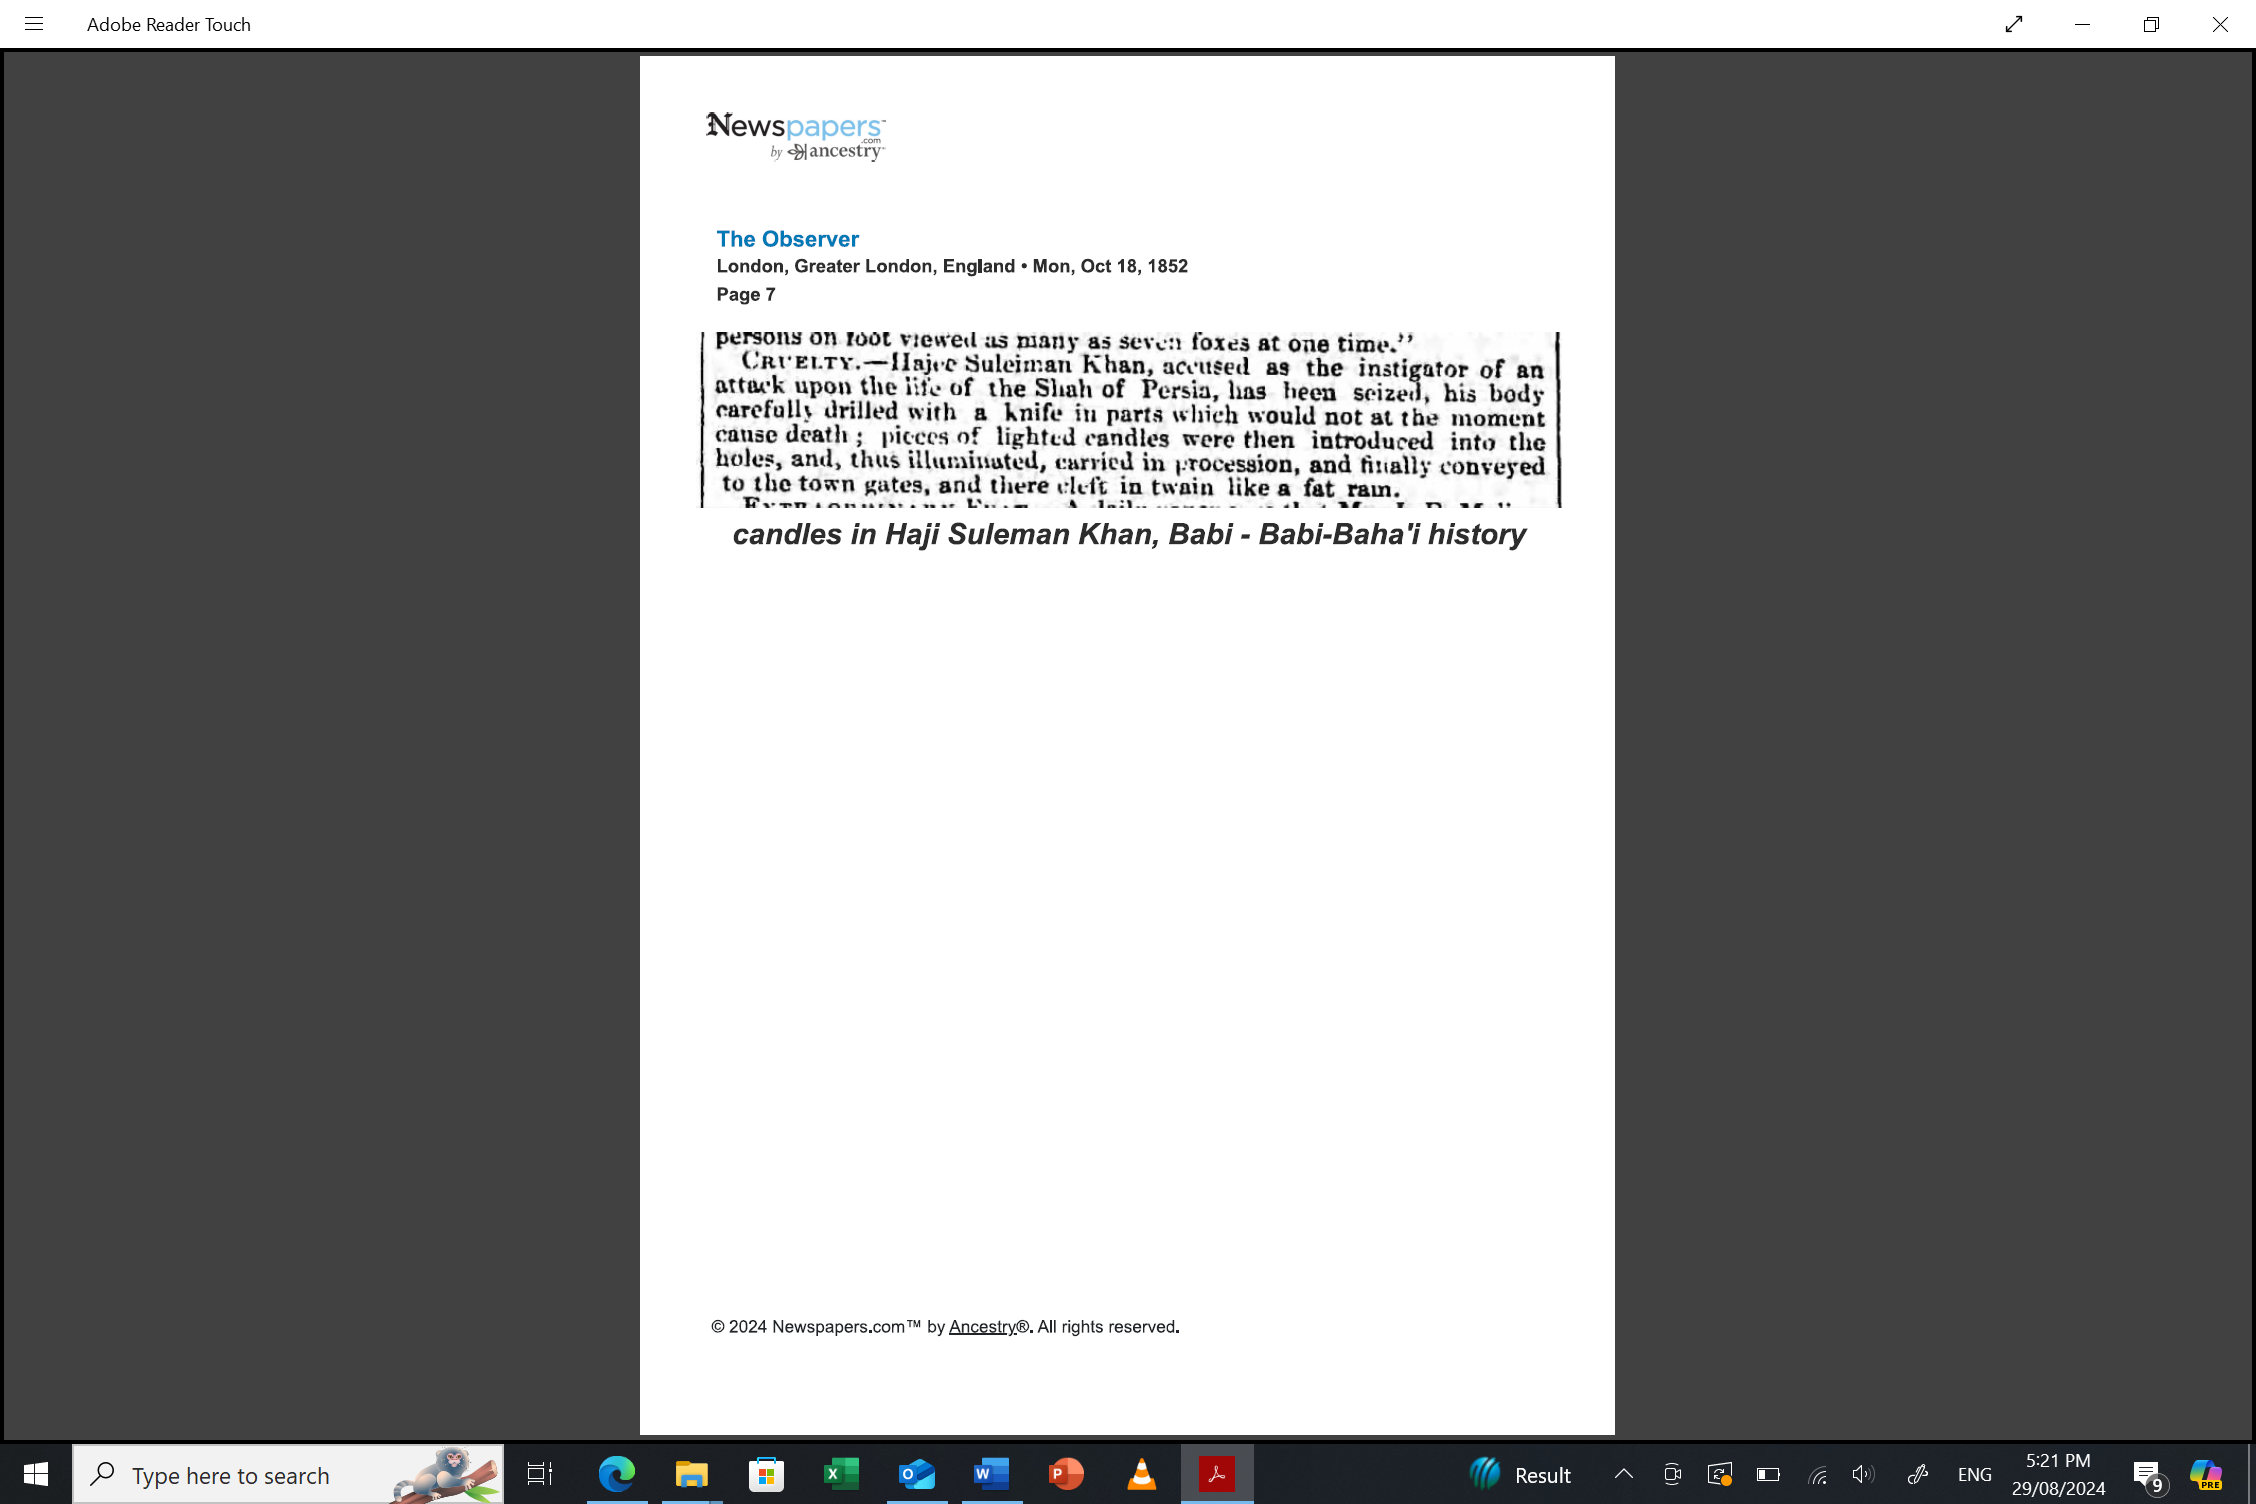 Adobe Reader Touch
Newspapers™
.com
by ancestry™
The Observer
London, Greater London, England • Mon, Oct 18, 1852
Page 7
persons on foot viewed as many as seven foxes at one time.”
CRUELTY.—Hajee Suleiman Khan, accused as the instigator of an
attack upon the life of the Shah of Persia, has been seized, his body
carefully drilled with a knife in parts which would not at the moment
cause death; pieces of lighted candles were then introduced into the
holes, and, thus illuminated, carried in procession, and finally conveyed
to the town gates, and there cleft in twain like a fat ram.
candles in Haji Suleman Khan, Babi - Babi-Baha'i history
© 2024 Newspapers.com™ by Ancestry®. All rights reserved.
Type here to search
Result
ENG
5:21 PM
29/08/2024
9
PRE